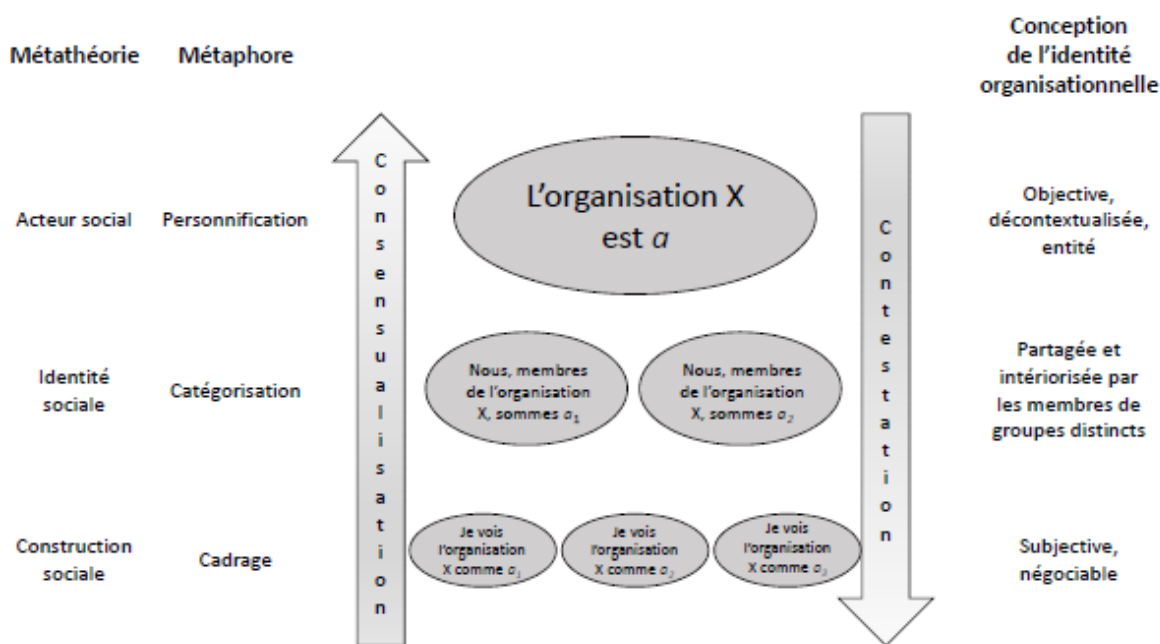 Métathéorie
Métaphore
Conception
de l'identité
organisationnelle
Consensualisation
Contestation
Acteur social
Personnification
L'organisation X
est a
Objective,
décontextualisée,
entité
Identité
sociale
Catégorisation
Nous, membres
de l'organisation
X, sommes a₁
Nous, membres
de l'organisation
X, sommes a₂
Partagée et
intériorisée par
les membres de
groupes distincts
Construction
sociale
Cadrage
Je vois
l'organisation
X comme a₁
Je vois
l'organisation
X comme a₂
Je vois
l'organisation
X comme a₃
Subjective,
négociable